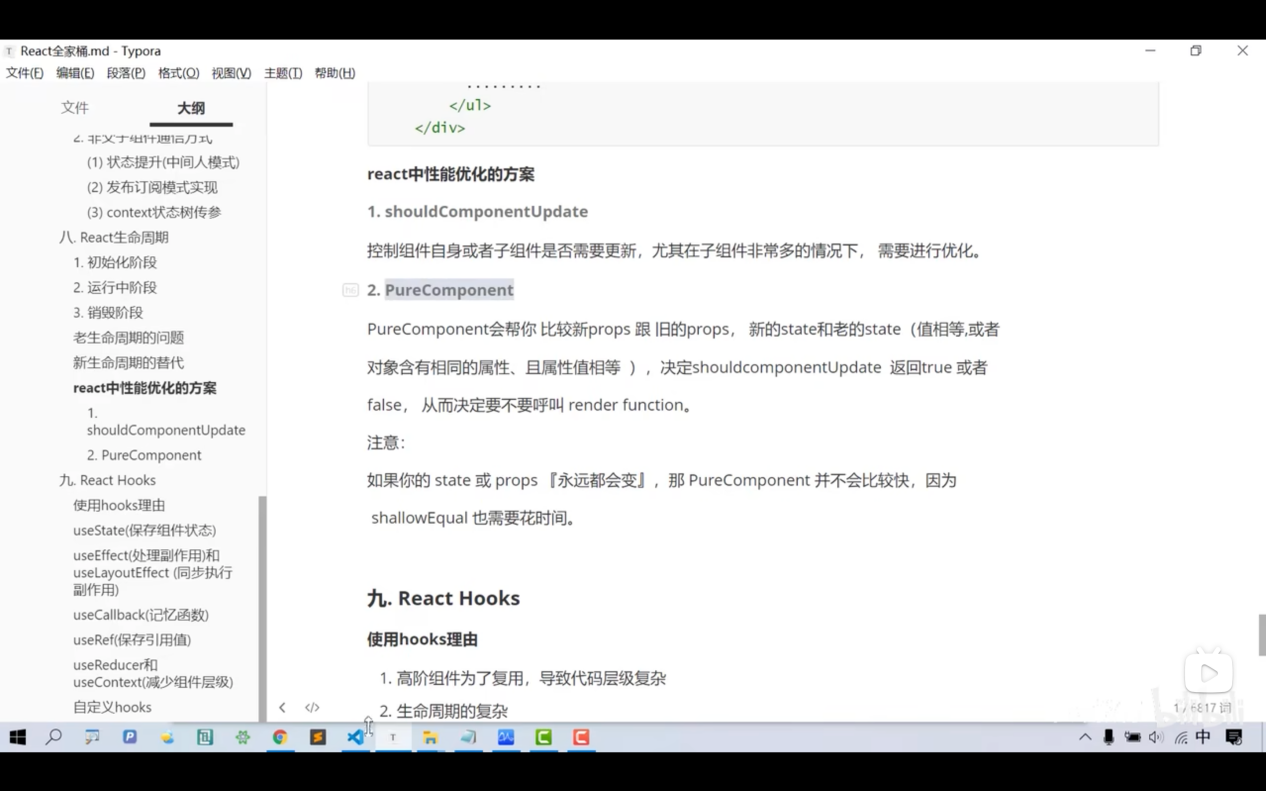 React全家桶.md - Typora
文件(F) 编辑(E) 段落(P) 格式(O) 视图(V) 主题(T) 帮助(H)
文件 大纲
2. 非父子组件通信方式
(1) 状态提升(中间人模式)
(2) 发布订阅模式实现
(3) context状态树传参
八. React生命周期
1. 初始化阶段
2. 运行中阶段
3. 销毁阶段
老生命周期的问题
新生命周期的替代
react中性能优化的方案
1.
shouldComponentUpdate
2. PureComponent
九. React Hooks
使用hooks理由
useState(保存组件状态)
useEffect(处理副作用)和
useLayoutEffect (同步执行
副作用)
useCallback(记忆函数)
useRef(保存引用值)
useReducer和
useContext(减少组件层级)
自定义hooks
.........
</ul>
</div>
react中性能优化的方案
1. shouldComponentUpdate
控制组件自身或者子组件是否需要更新，尤其在子组件非常多的情况下， 需要进行优化。
h6
2. PureComponent
PureComponent会帮你 比较新props 跟 旧的props， 新的state和老的state（值相等,或者
对象含有相同的属性、且属性值相等 ），决定shouldcomponentUpdate 返回true 或者
false， 从而决定要不要呼叫 render function。
注意：
如果你的 state 或 props 『永远都会变』，那 PureComponent 并不会比较快，因为
shallowEqual 也需要花时间。
九. React Hooks
使用hooks理由
1. 高阶组件为了复用，导致代码层级复杂
2. 生命周期的复杂
1 / 6817 词
bilibili
中